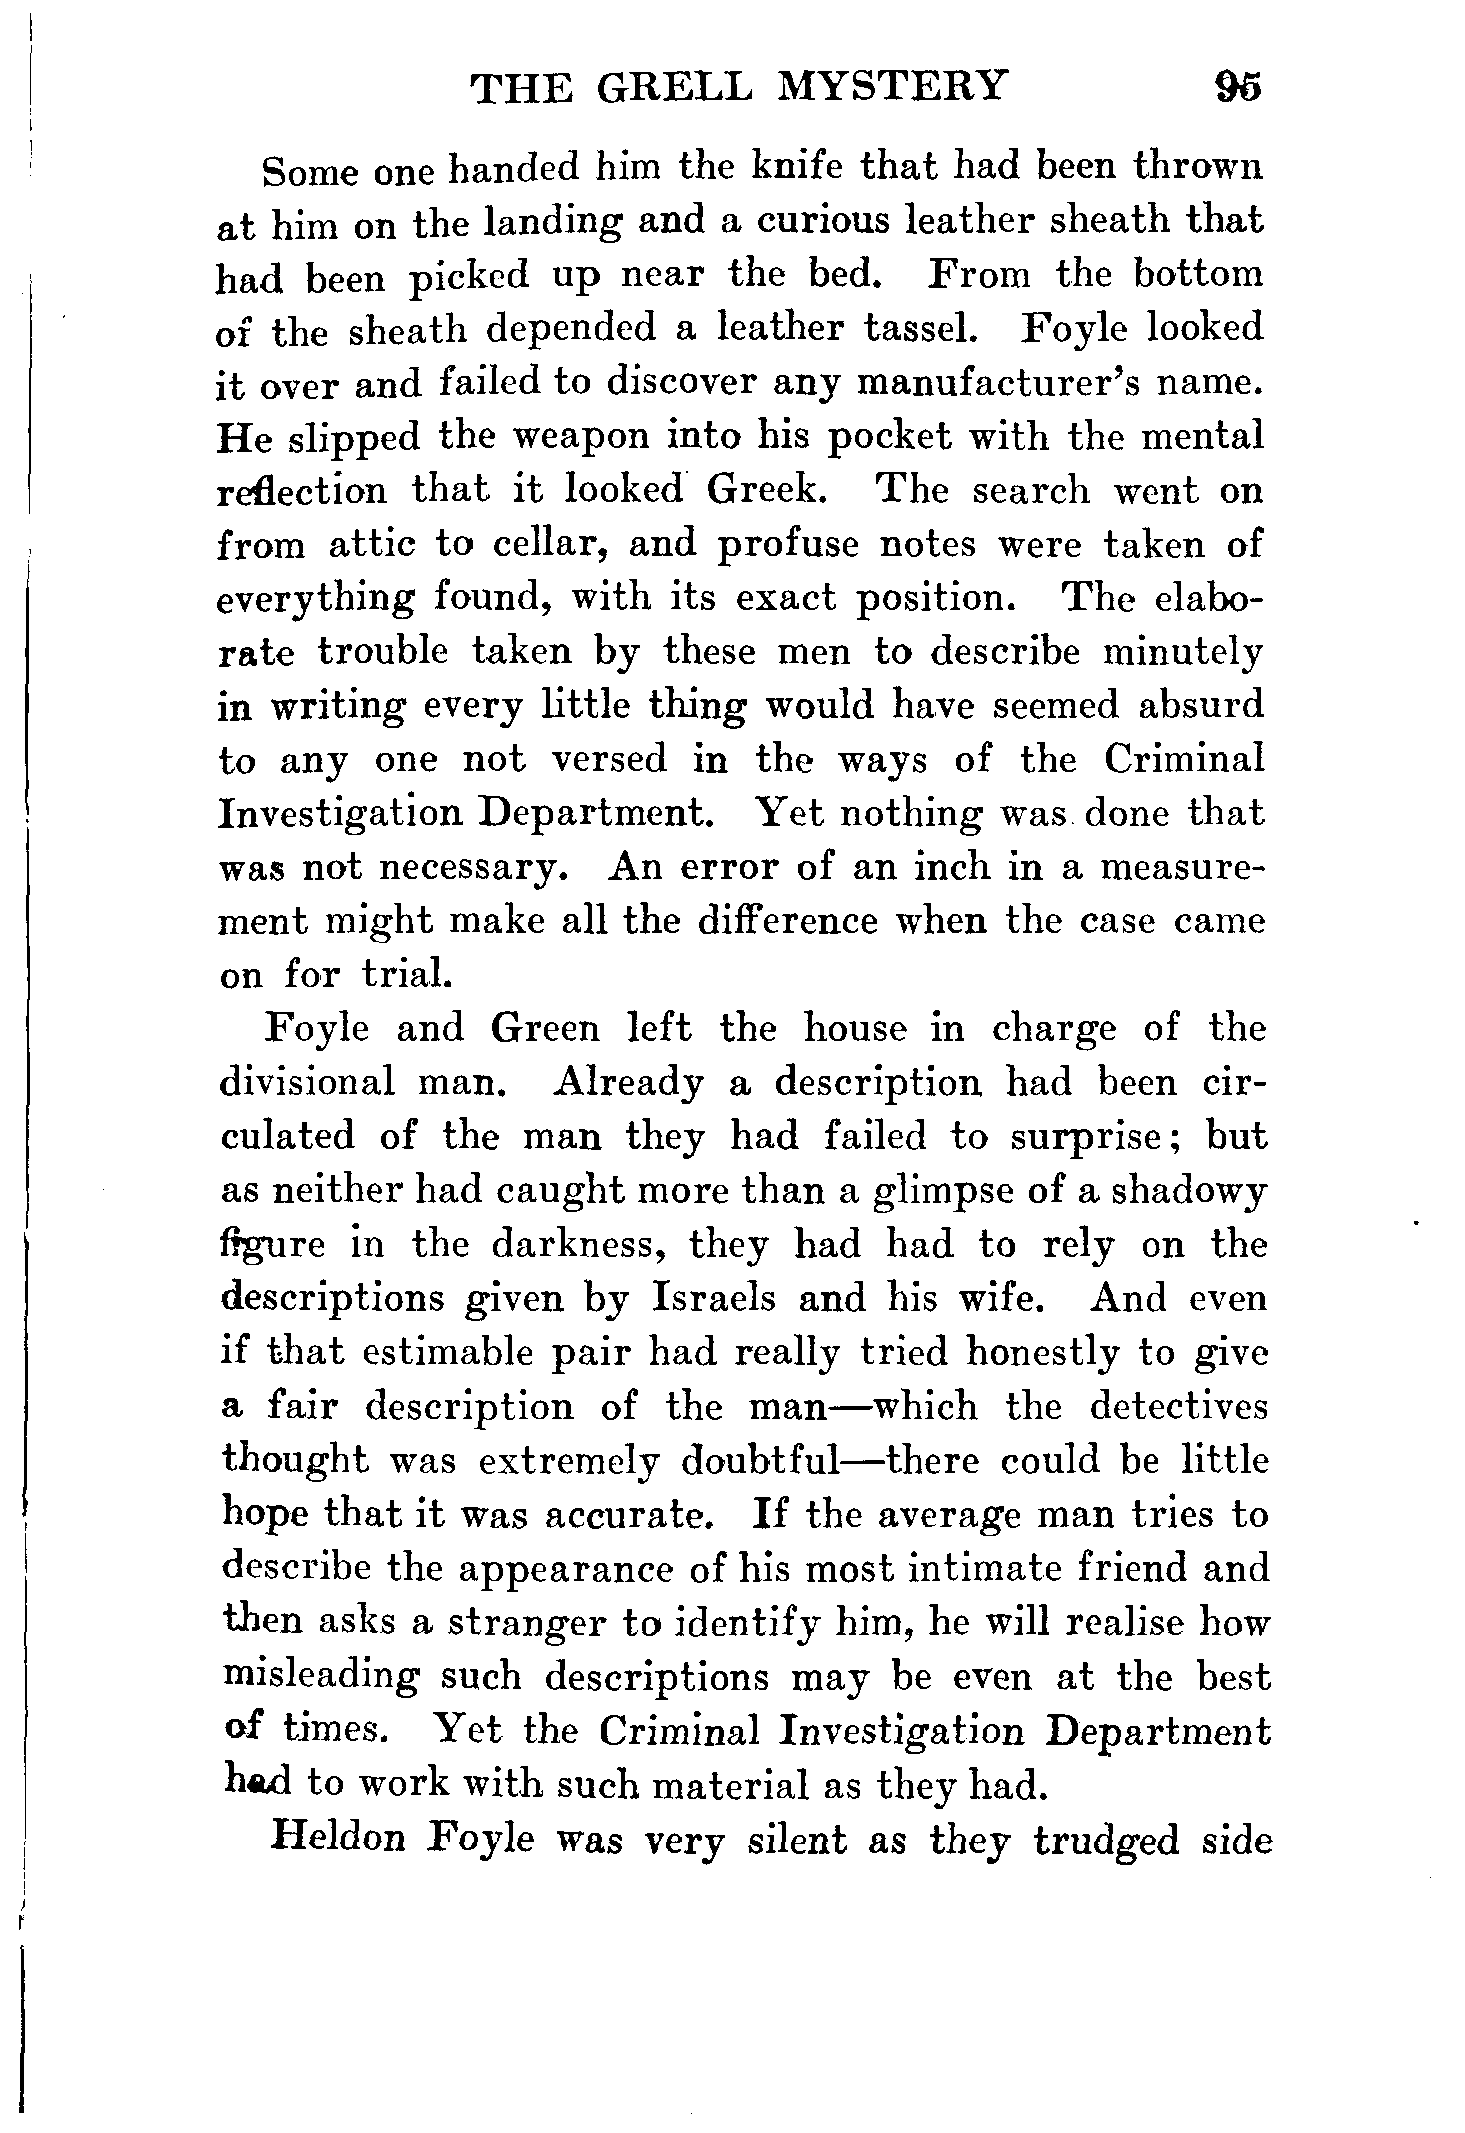 THE GRELL MYSTERY 95
Some one handed him the knife that had been thrown
at him on the landing and a curious leather sheath that
had been picked up near the bed. From the bottom
of the sheath depended a leather tassel. Foyle looked
it over and failed to discover any manufacturer's name.
He slipped the weapon into his pocket with the mental
reflection that it looked Greek. The search went on
from attic to cellar, and profuse notes were taken of
everything found, with its exact position. The elabo-
rate trouble taken by these men to describe minutely
in writing every little thing would have seemed absurd
to any one not versed in the ways of the Criminal
Investigation Department. Yet nothing was done that
was not necessary. An error of an inch in a measure-
ment might make all the difference when the case came
on for trial.
Foyle and Green left the house in charge of the
divisional man. Already a description had been cir-
culated of the man they had failed to surprise; but
as neither had caught more than a glimpse of a shadowy
figure in the darkness, they had had to rely on the
descriptions given by Israels and his wife. And even
if that estimable pair had really tried honestly to give
a fair description of the man—which the detectives
thought was extremely doubtful—there could be little
hope that it was accurate. If the average man tries to
describe the appearance of his most intimate friend and
then asks a stranger to identify him, he will realise how
misleading such descriptions may be even at the best
of times. Yet the Criminal Investigation Department
had to work with such material as they had.
Heldon Foyle was very silent as they trudged side